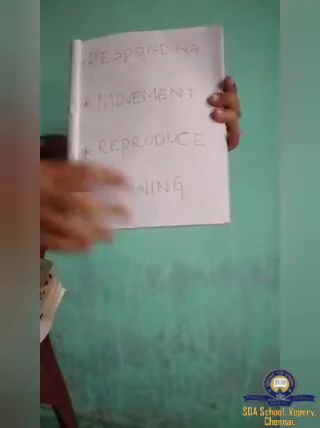 * RESPONDING
* MOVEMENT
* REPRODUCE
SDA School, Vepery,
Chennai.